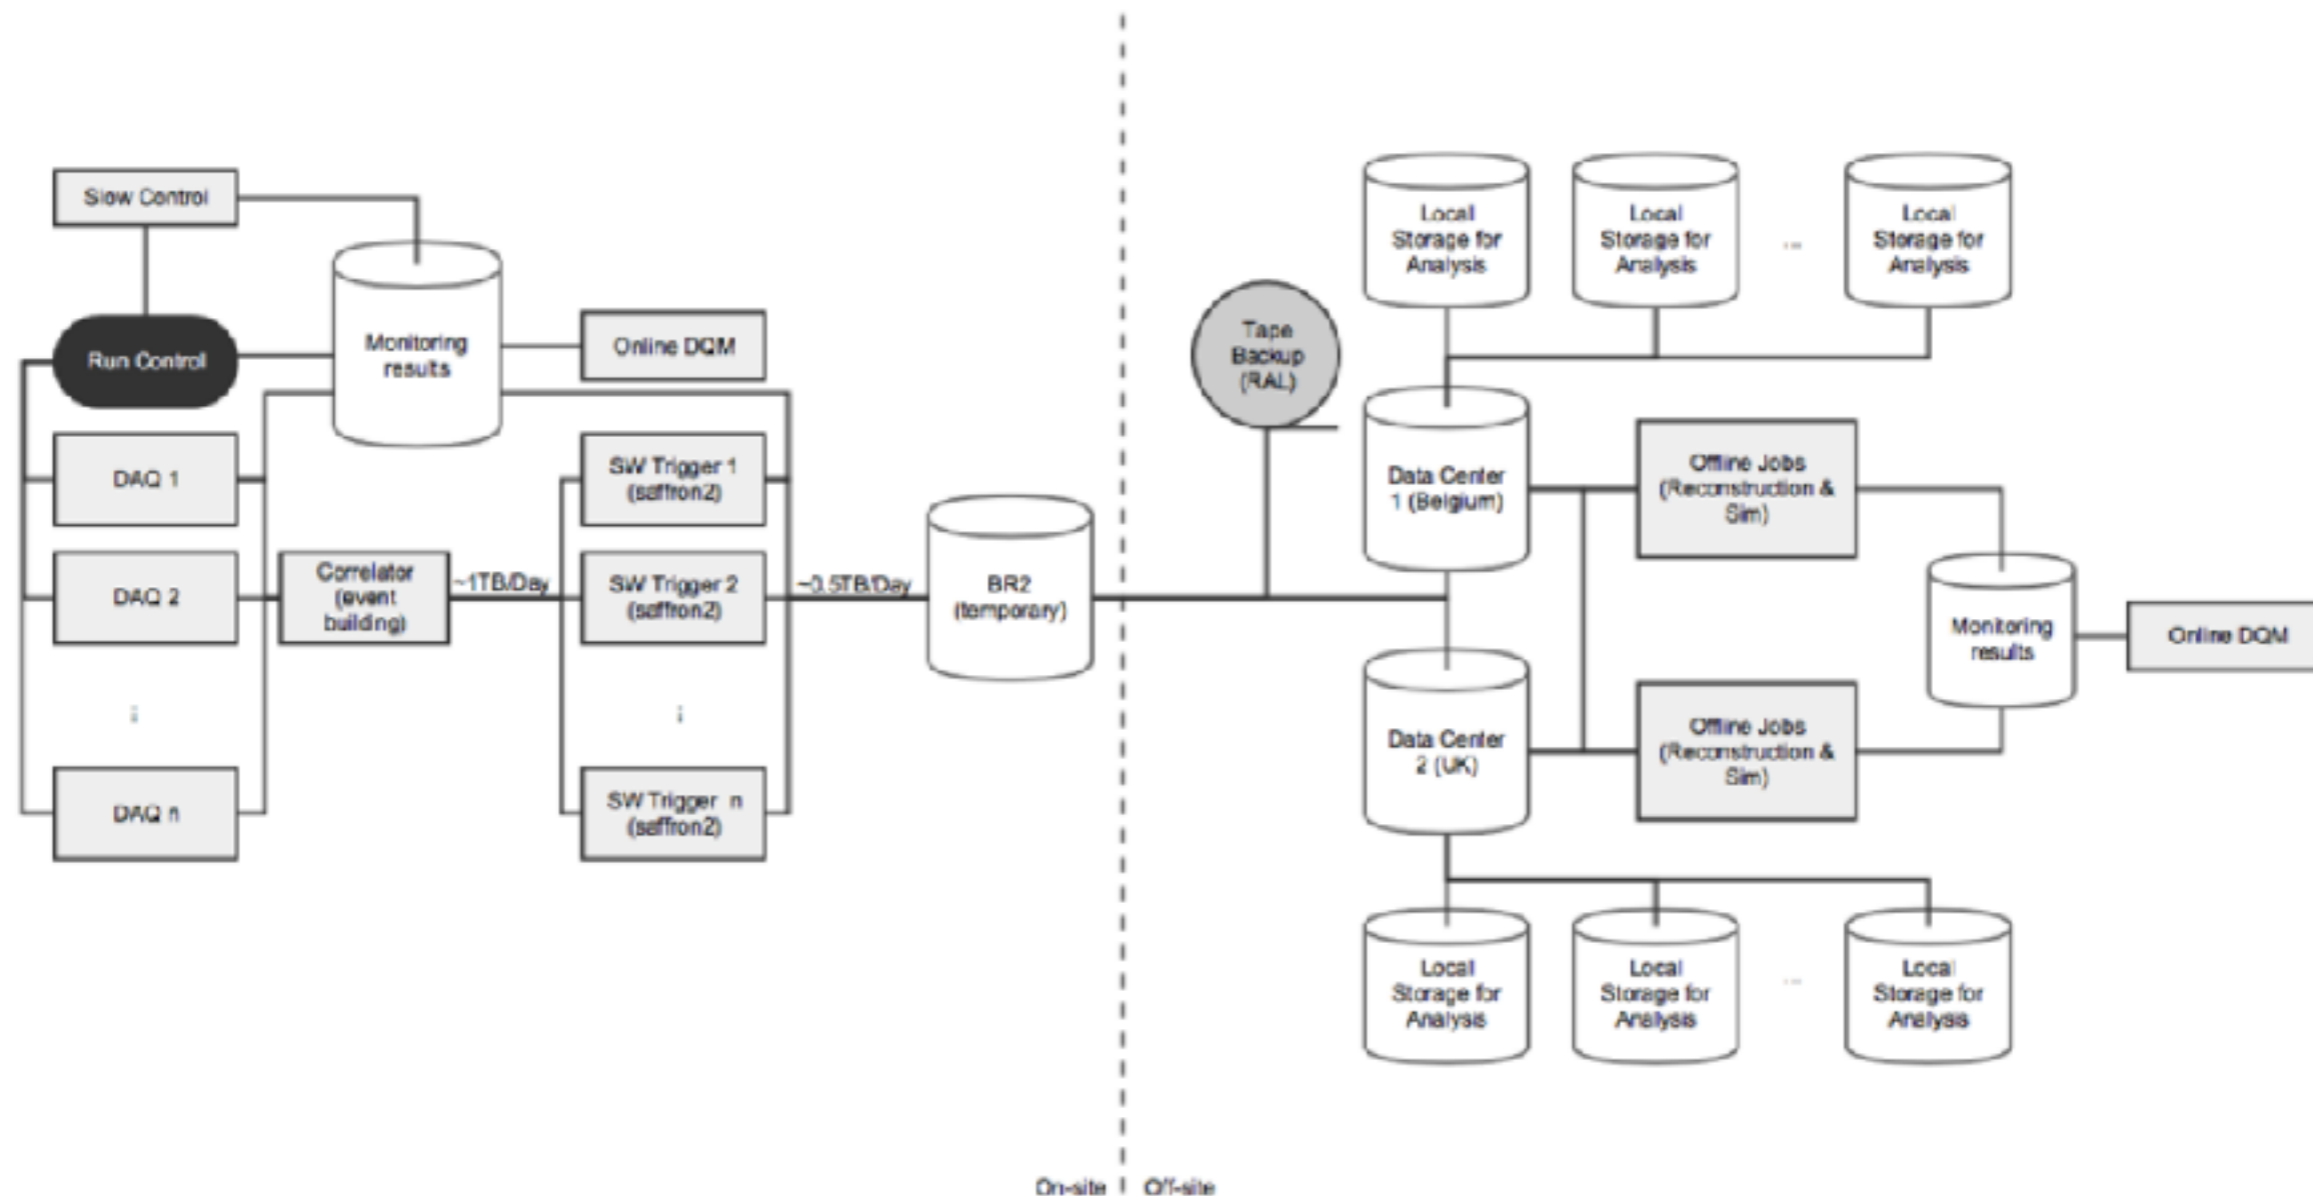 Slow Control
Run Control
Monitoring
results
Online DQM
DAQ 1
DAQ 2
DAQ n
Correlator
(event
building)
~1TB/Day
SW Trigger 1
(saffron2)
SW Trigger 2
(saffron2)
SW Trigger n
(saffron2)
~0.5TB/Day
BR2
(temporary)
On-site
Off-site
Tape
Backup
(RAL)
Local
Storage for
Analysis
Local
Storage for
Analysis
...
Local
Storage for
Analysis
Data Center
1 (Belgium)
Offline Jobs
(Reconstruction &
Sim)
Data Center
2 (UK)
Offline Jobs
(Reconstruction &
Sim)
Monitoring
results
Online DQM
Local
Storage for
Analysis
Local
Storage for
Analysis
...
Local
Storage for
Analysis